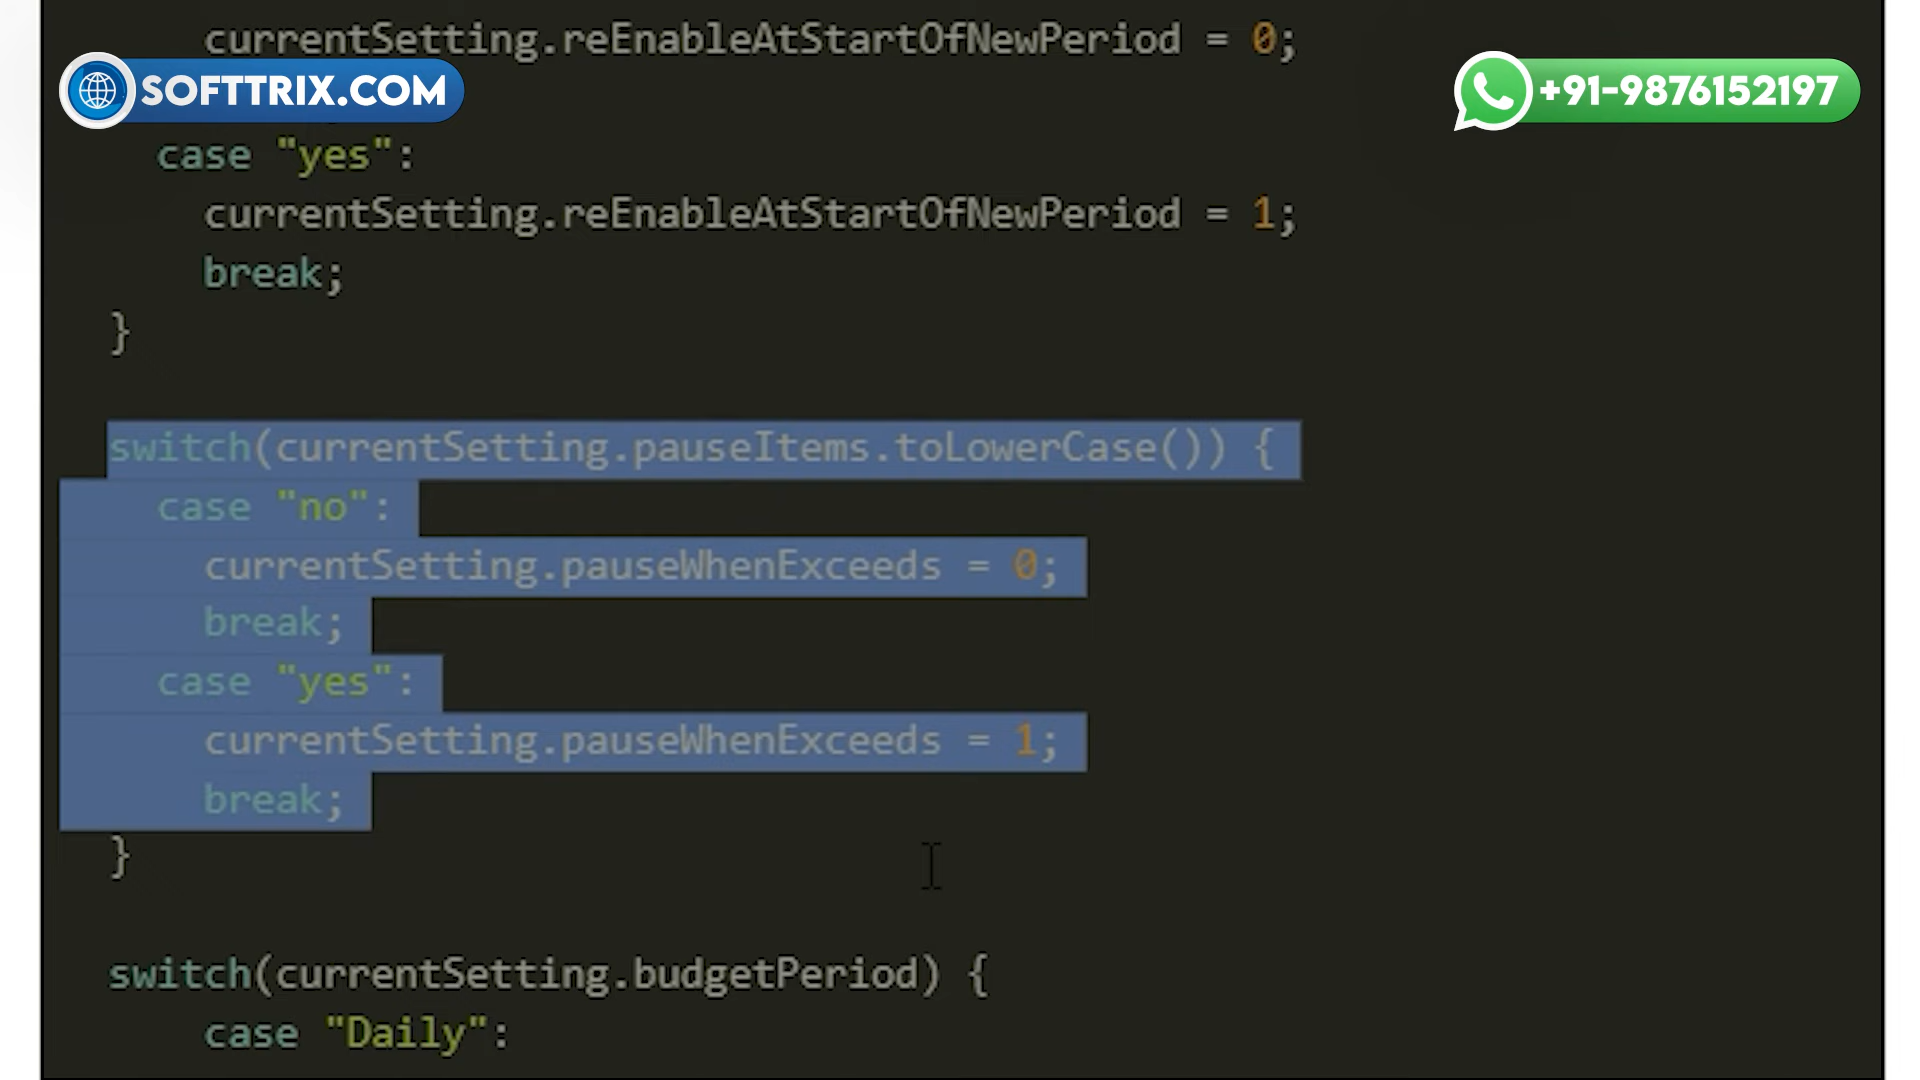 currentSetting.reEnableAtStartOfNewPeriod = 0;
SOFTTRIX.COM
+91-9876152197
case "yes":
currentSetting.reEnableAtStartOfNewPeriod = 1;
break;
}
switch(currentSetting.pauseItems.toLowerCase()) {
case "no":
currentSetting.pauseWhenExceeds = 0;
break;
case "yes":
currentSetting.pauseWhenExceeds = 1;
break;
}
switch(currentSetting.budgetPeriod) {
case "Daily":